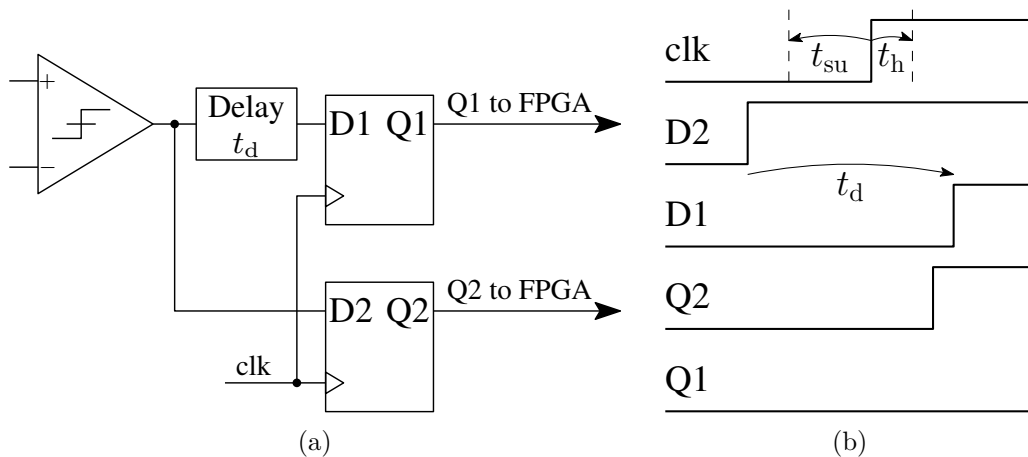 +
−
Delay
t_d
D1 Q1
Q1 to FPGA
D2 Q2
Q2 to FPGA
clk
(a)
clk
t_su
t_h
D2
t_d
D1
Q2
Q1
(b)